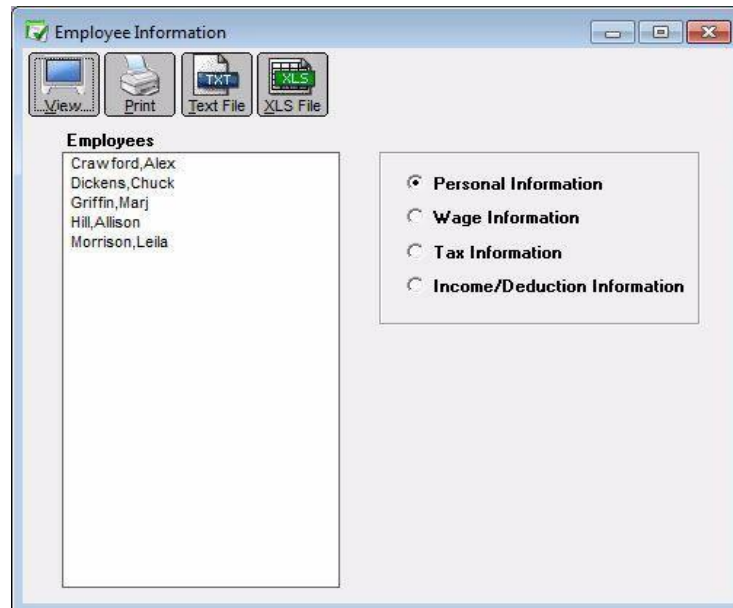 Employee Information
View... Print Text File XLS File
TXT XLS
Employees
Crawford,Alex
Dickens,Chuck
Griffin,Marj
Hill,Allison
Morrison,Leila
Personal Information
Wage Information
Tax Information
Income/Deduction Information